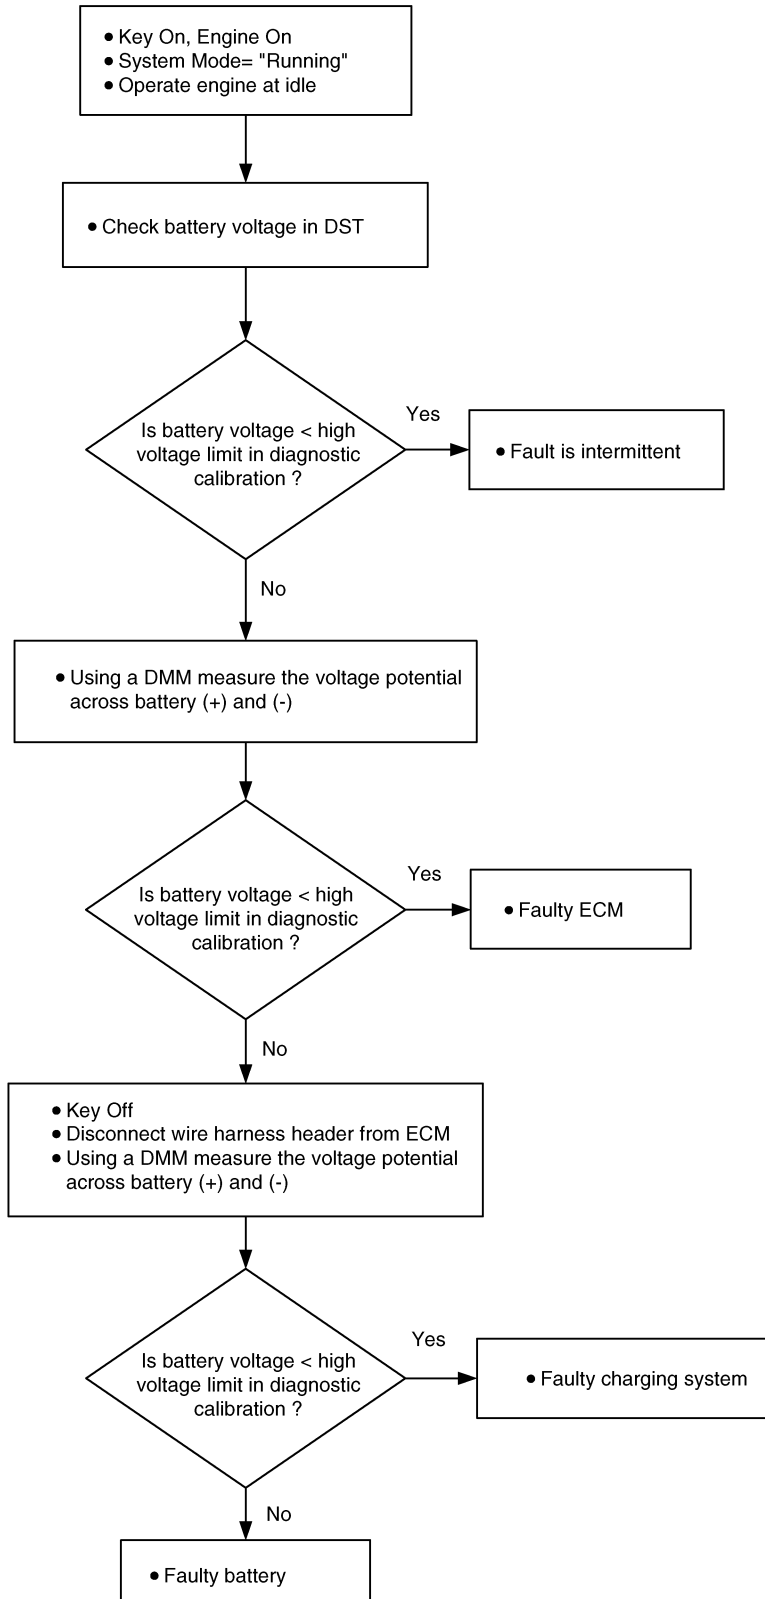 • Key On, Engine On
• System Mode= "Running"
• Operate engine at idle
• Check battery voltage in DST
Is battery voltage < high
voltage limit in diagnostic
calibration ?
Yes
• Fault is intermittent
No
• Using a DMM measure the voltage potential
across battery (+) and (-)
Is battery voltage < high
voltage limit in diagnostic
calibration ?
Yes
• Faulty ECM
No
• Key Off
• Disconnect wire harness header from ECM
• Using a DMM measure the voltage potential
across battery (+) and (-)
Is battery voltage < high
voltage limit in diagnostic
calibration ?
Yes
• Faulty charging system
No
• Faulty battery